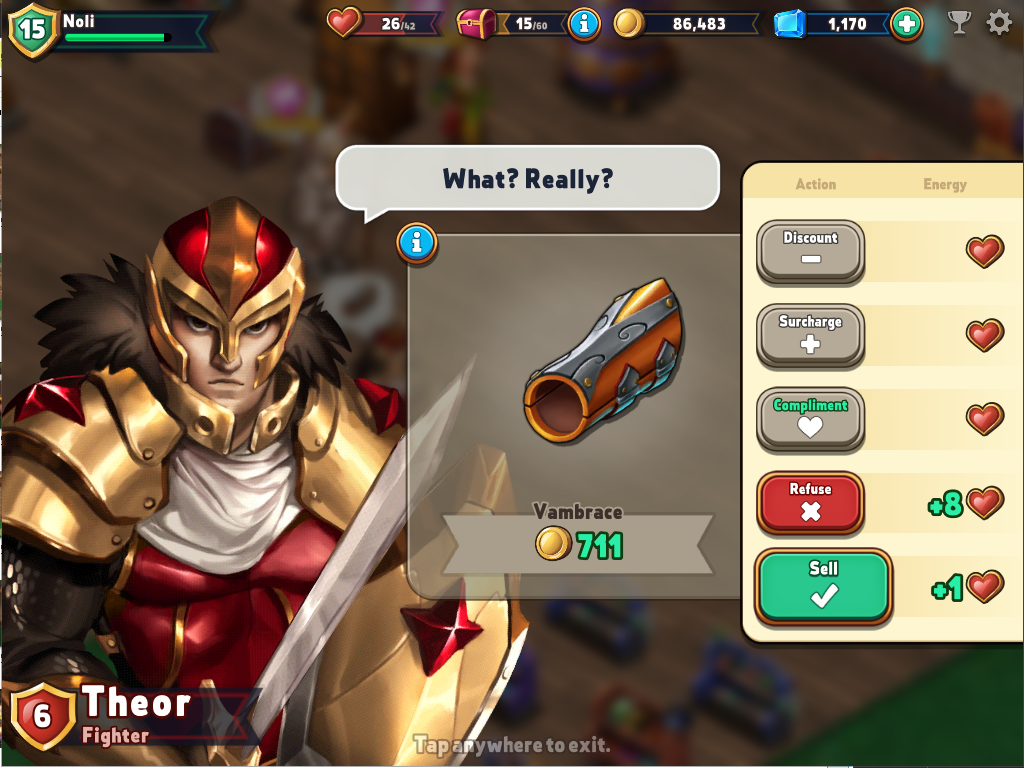 15
Noli
26/42
15/60
i
86,483
1,170
What? Really?
i
Action Energy
Discount
Surcharge
Compliment
Refuse
+8
Sell
+1
Vambrace
711
6
Theor
Fighter
Tap anywhere to exit.